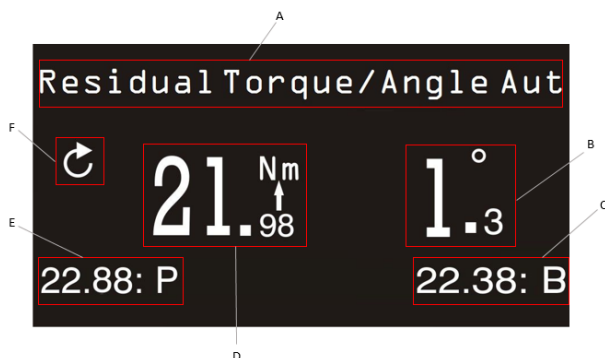 A
Residual Torque/Angle Aut
F
B
21.98 Nm
1.3°
C
E
22.88: P
22.38: B
D